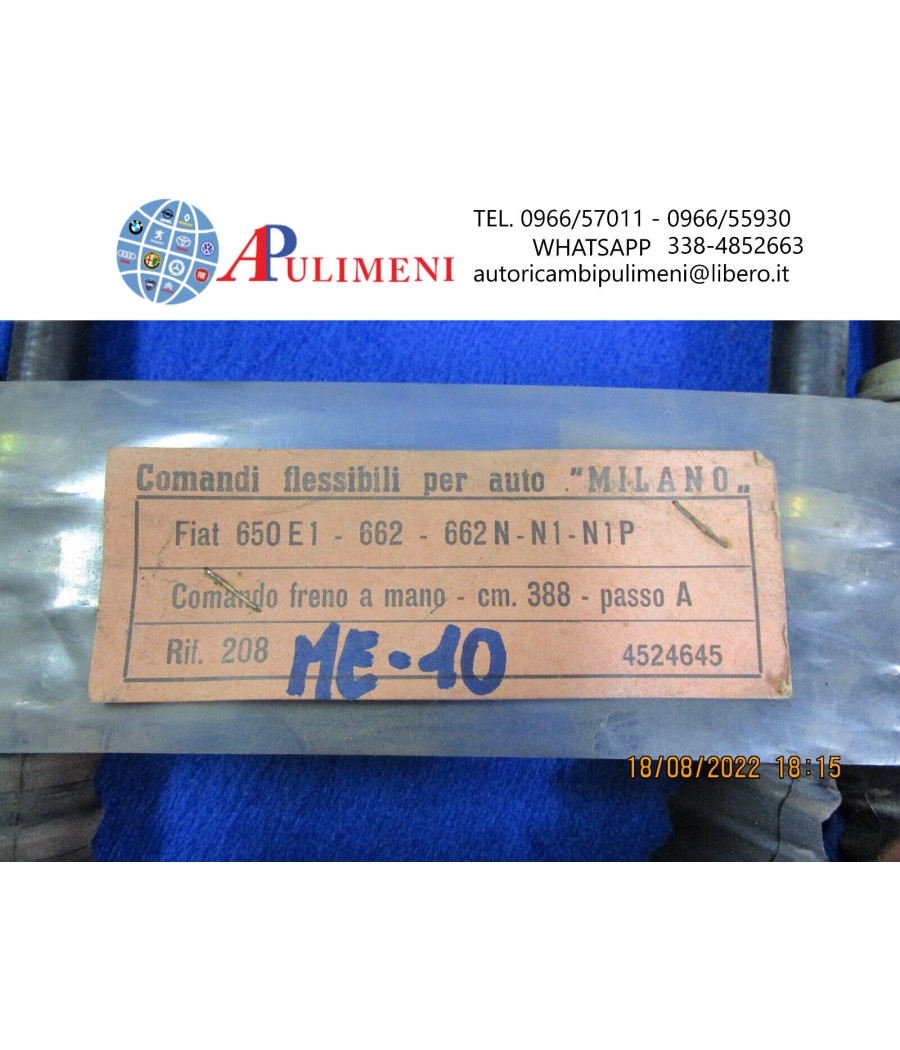 APULIMENI
TEL. 0966/57011 - 0966/55930
WHATSAPP 338-4852663
autoricambipulimeni@libero.it
Comandi flessibili per auto "MILANO„
Fiat 650 E1 - 662 - 662 N - N1 - N1P
Comando freno a mano - cm. 388 - passo A
Rif. 208 ME-10 4524645
18/08/2022 18:15